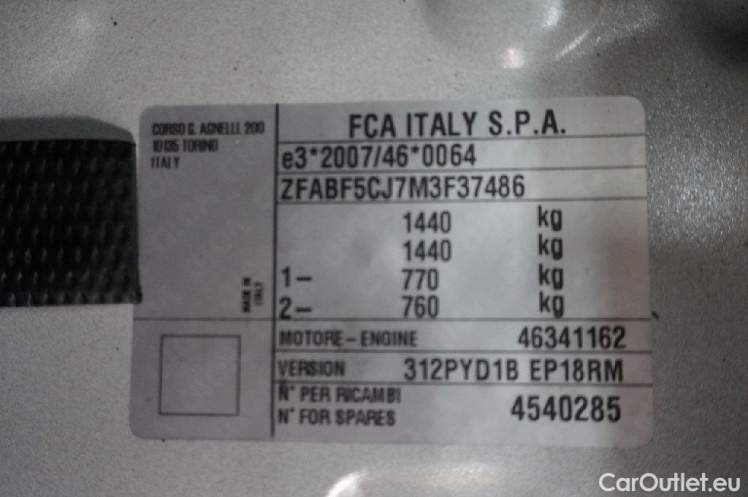 CORSO G. AGNELLI, 200
10135 TORINO
ITALY
FCA ITALY S.P.A.
e3*2007/46*0064
ZFABF5CJ7M3F37486
1440 kg
1440 kg
1– 770 kg
2– 760 kg
MADE IN
ITALY
MOTORE – ENGINE 46341162
VERSION 312PYD1B EP18RM
N° PER RICAMBI
N° FOR SPARES 4540285
CarOutlet.eu